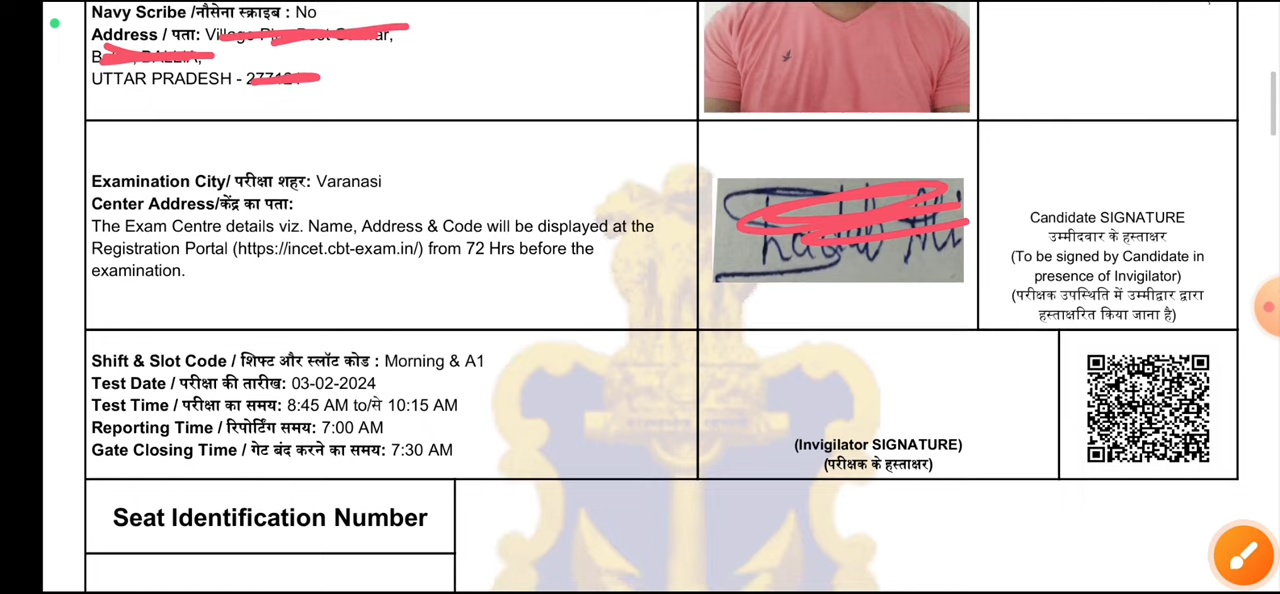 Navy Scribe /नौसेना स्क्राइब : No
Address / पता:
UTTAR PRADESH -
Examination City/ परीक्षा शहर: Varanasi
Center Address/केंद्र का पता:
The Exam Centre details viz. Name, Address & Code will be displayed at the
Registration Portal (https://incet.cbt-exam.in/) from 72 Hrs before the
examination.
Candidate SIGNATURE
उम्मीदवार के हस्ताक्षर
(To be signed by Candidate in
presence of Invigilator)
(परीक्षक उपस्थिति में उम्मीद्वार द्वारा
हस्ताक्षरित किया जाना है)
Shift & Slot Code / शिफ्ट और स्लॉट कोड : Morning & A1
Test Date / परीक्षा की तारीख: 03-02-2024
Test Time / परीक्षा का समय: 8:45 AM to/से 10:15 AM
Reporting Time / रिपोर्टिंग समय: 7:00 AM
Gate Closing Time / गेट बंद करने का समय: 7:30 AM
(Invigilator SIGNATURE)
(परीक्षक के हस्ताक्षर)
Seat Identification Number